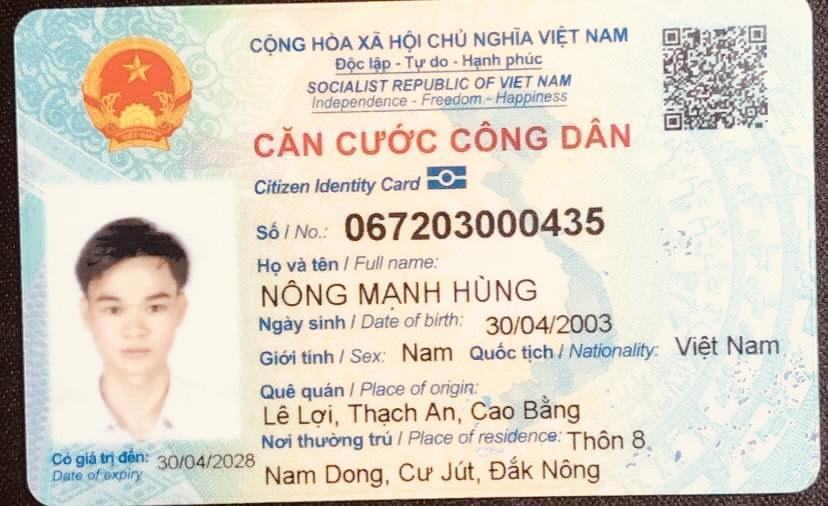 CỘNG HÒA XÃ HỘI CHỦ NGHĨA VIỆT NAM
Độc lập - Tự do - Hạnh phúc
SOCIALIST REPUBLIC OF VIET NAM
Independence - Freedom - Happiness
CĂN CƯỚC CÔNG DÂN
Citizen Identity Card
Số / No.: 067203000435
Họ và tên / Full name:
NÔNG MẠNH HÙNG
Ngày sinh / Date of birth: 30/04/2003
Giới tính / Sex: Nam Quốc tịch / Nationality: Việt Nam
Quê quán / Place of origin:
Lê Lợi, Thạch An, Cao Bằng
Nơi thường trú / Place of residence: Thôn 8
Nam Dong, Cư Jút, Đắk Nông
Có giá trị đến: 30/04/2028
Date of expiry